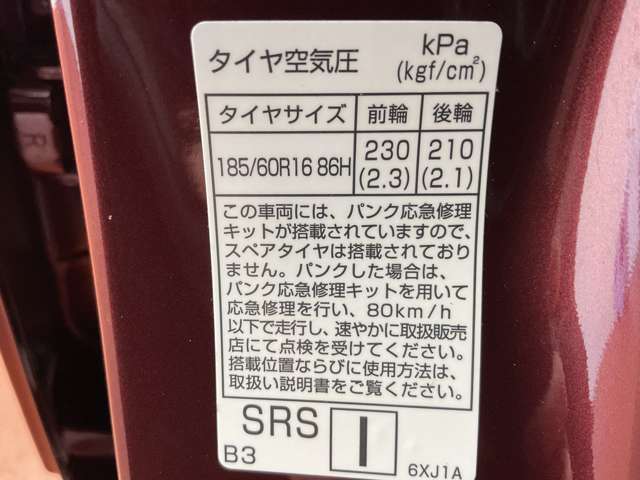 タイヤ空気圧 kPa
(kgf/cm²)
タイヤサイズ 前輪 後輪
185/60R16 86H 230 210
(2.3) (2.1)
この車両には、パンク応急修理
キットが搭載されていますので、
スペアタイヤは搭載されており
ません。パンクした場合は、
パンク応急修理キットを用いて
応急修理を行い、80km/h
以下で走行し、速やかに取扱販売
店にて点検を受けてください。
搭載位置ならびに使用方法は、
取扱い説明書をご覧ください。
SRS I
B3 6XJ1A